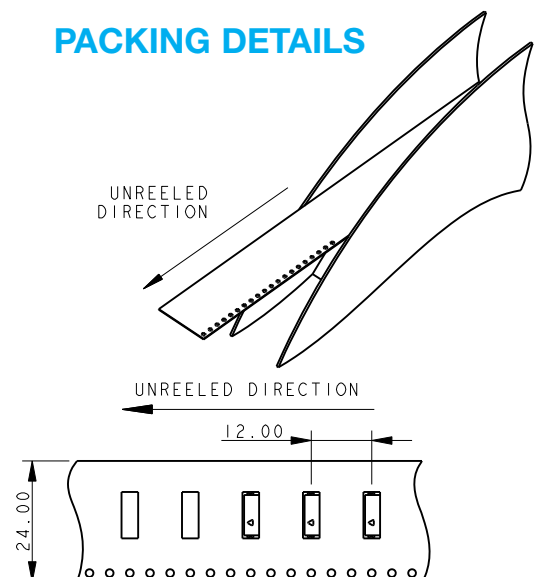 PACKING DETAILS
UNREELED
DIRECTION
UNREELED DIRECTION
12.00
24.00